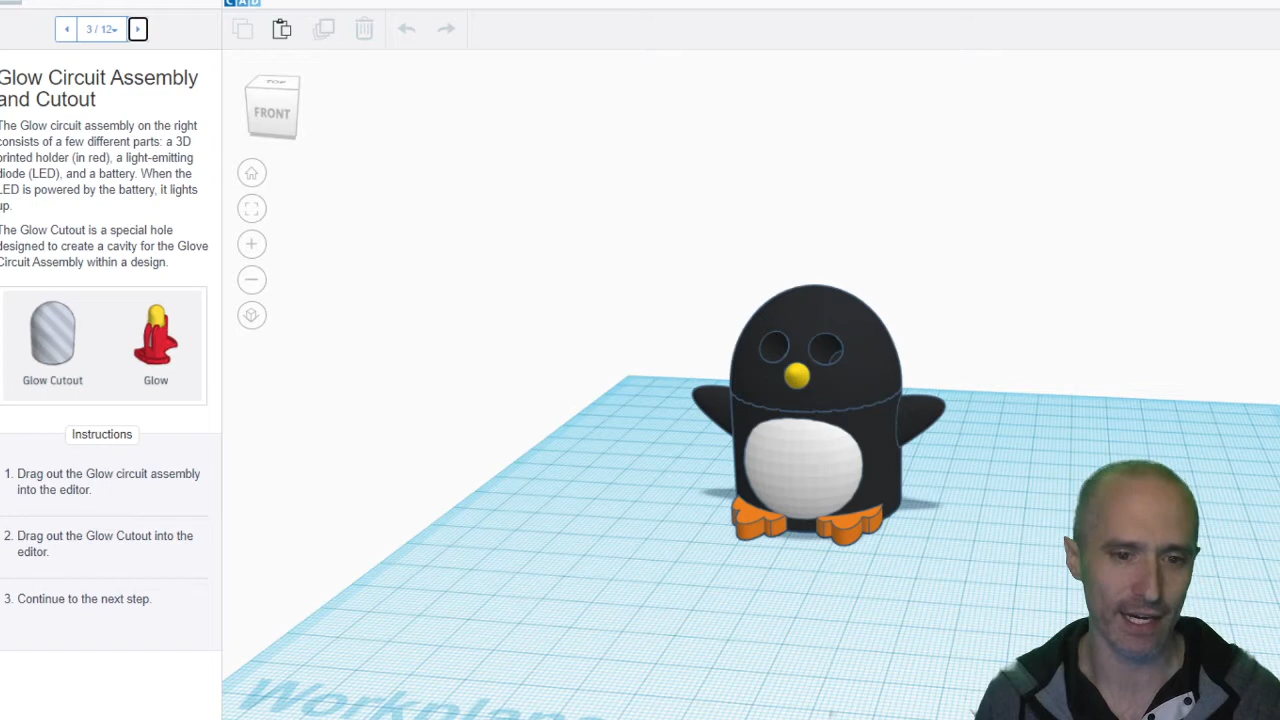 CAD
3 / 12
Glow Circuit Assembly
and Cutout
The Glow circuit assembly on the right
consists of a few different parts: a 3D
printed holder (in red), a light-emitting
diode (LED), and a battery. When the
LED is powered by the battery, it lights
up.
The Glow Cutout is a special hole
designed to create a cavity for the Glove
Circuit Assembly within a design.
Glow Cutout
Glow
Instructions
1. Drag out the Glow circuit assembly
into the editor.
2. Drag out the Glow Cutout into the
editor.
3. Continue to the next step.
TOP
FRONT
Workplane